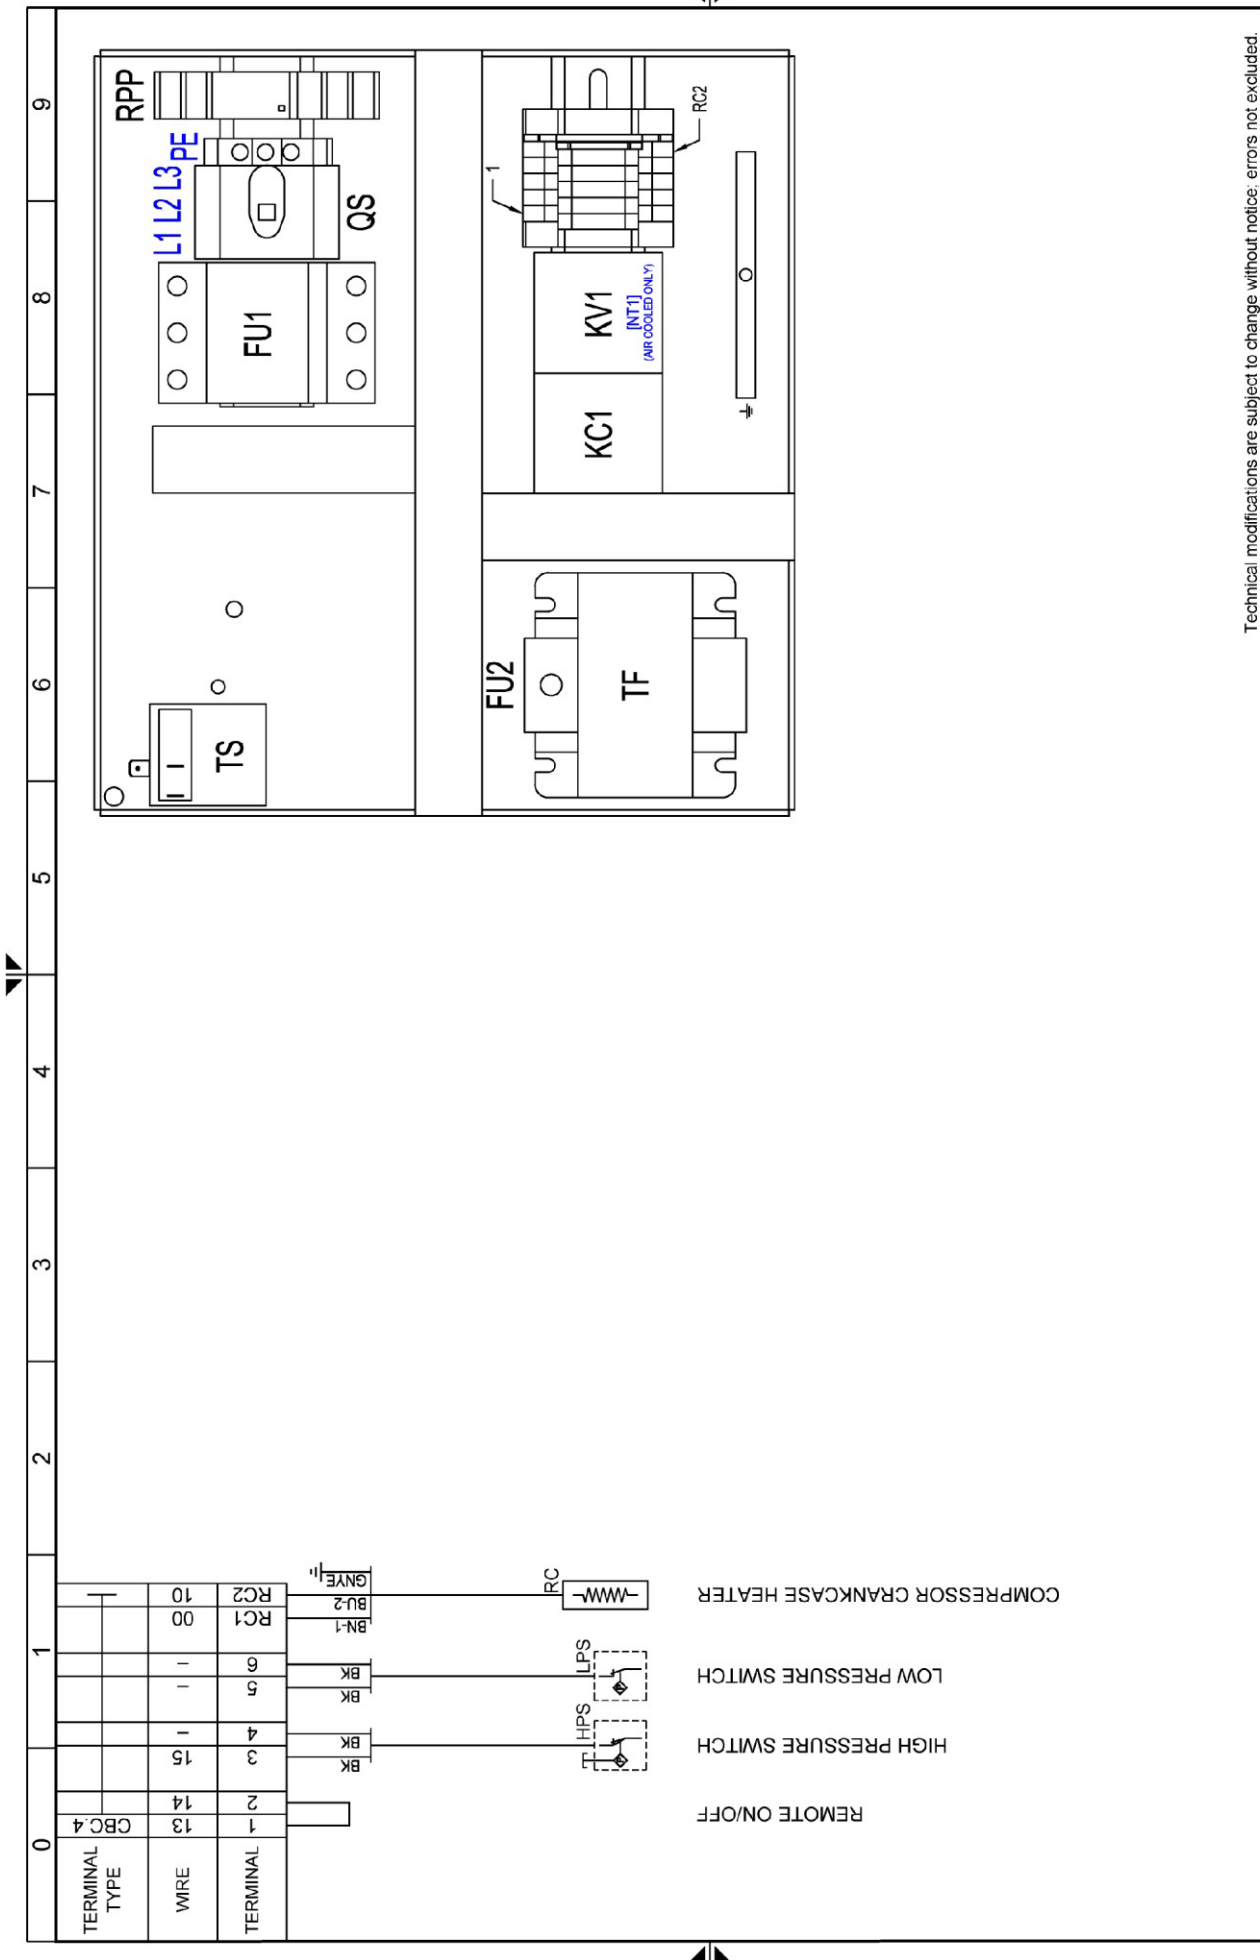 0 1 2 3 4 5 6 7 8 9
TERMINAL TYPE
CBC.4
WIRE
13 14 15 – – – 00 10
TERMINAL
1 2 3 4 5 6 RC1 RC2
BK BK BK BK BN-1 BU-2 GNYE
HPS
LPS
RC
REMOTE ON/OFF
HIGH PRESSURE SWITCH
LOW PRESSURE SWITCH
COMPRESSOR CRANKCASE HEATER
RPP
L1 L2 L3 PE
QS
FU1
TS
1
RC2
KC1
KV1
[NT1]
(AIR COOLED ONLY)
FU2
TF
Technical modifications are subject to change without notice; errors not excluded.